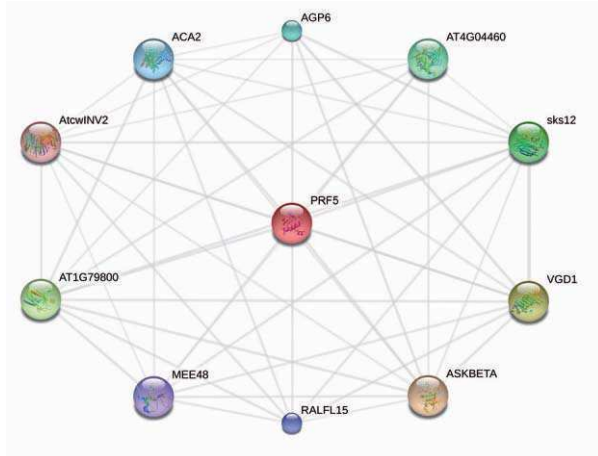 AGP6
ACA2
AT4G04460
AtcwINV2
sks12
PRF5
AT1G79800
VGD1
MEE48
ASKBETA
RALFL15